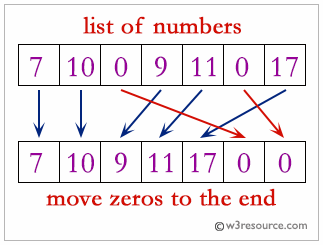 list of numbers
7 10 0 9 11 0 17
7 10 9 11 17 0 0
move zeros to the end
© w3resource.com